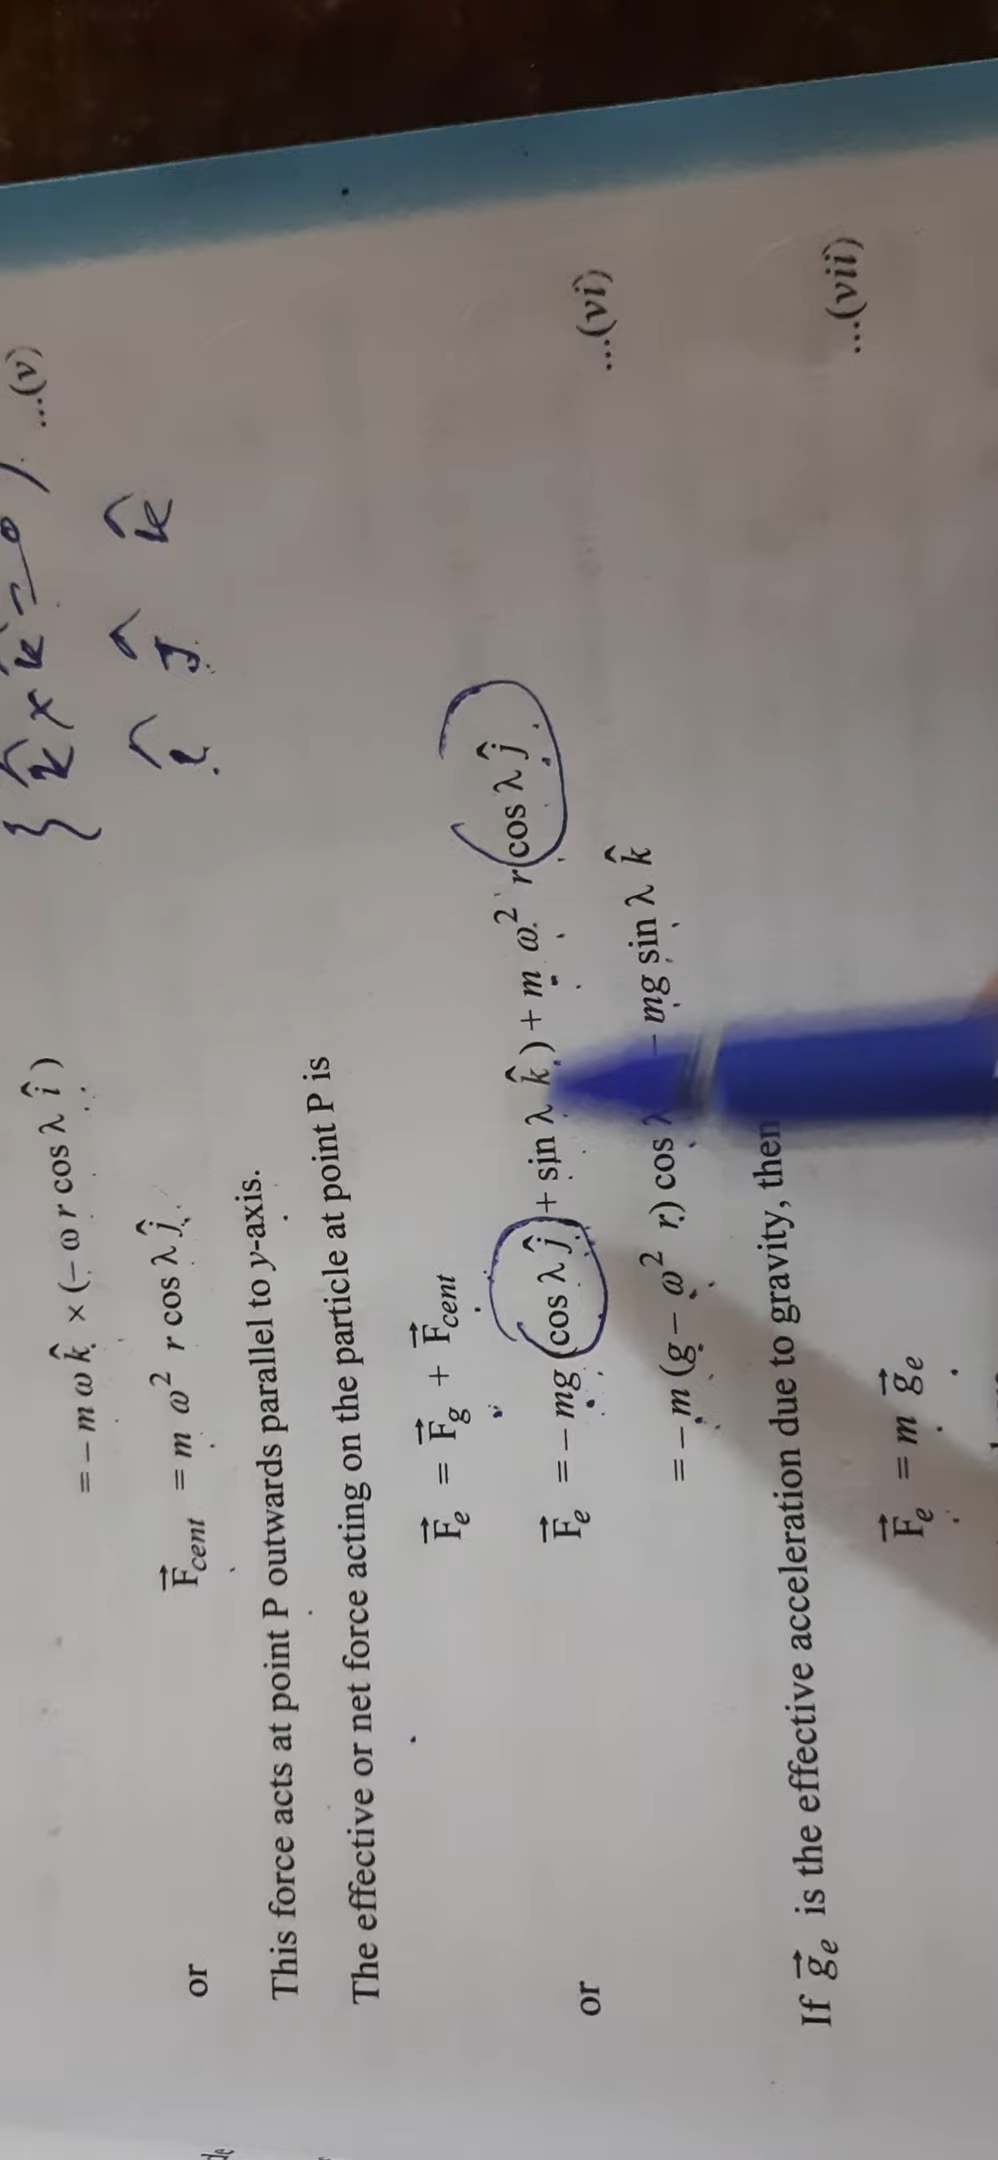 { k̂ × k̂ = 0 } ...(v)
= − m ω k̂ × (− ω r cos λ î )
î ĵ k̂
or F⃗cent = m ω² r cos λ ĵ
This force acts at point P outwards parallel to y-axis.
The effective or net force acting on the particle at point P is
F⃗e = F⃗g + F⃗cent
or F⃗e = − mg (cos λ ĵ + sin λ k̂ ) + m ω² r cos λ ĵ
= − m (g − ω² r) cos λ − mg sin λ k̂ ...(vi)
If g⃗e is the effective acceleration due to gravity, then
F⃗e = m g⃗e ...(vii)